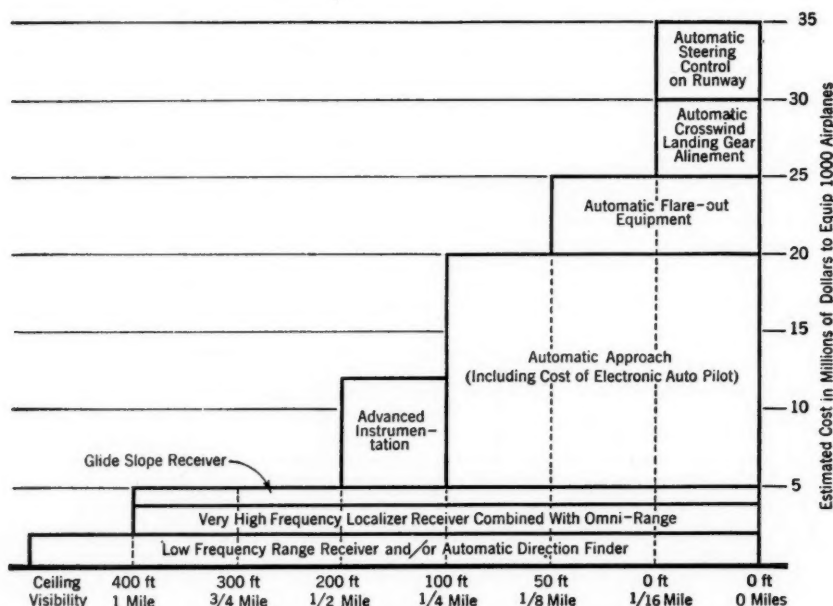 35
Automatic
Steering
Control
on Runway
30
Automatic
Crosswind
Landing Gear
Alinement
25
Automatic Flare-out
Equipment
20
15
Automatic Approach
(Including Cost of Electronic Auto Pilot)
Advanced
Instrumen-
tation
10
Glide Slope Receiver
5
Very High Frequency Localizer Receiver Combined With Omni-Range
Low Frequency Range Receiver and/or Automatic Direction Finder
Estimated Cost in Millions of Dollars to Equip 1000 Airplanes
Ceiling 400 ft 300 ft 200 ft 100 ft 50 ft 0 ft 0 ft
Visibility 1 Mile 3/4 Mile 1/2 Mile 1/4 Mile 1/8 Mile 1/16 Mile 0 Miles